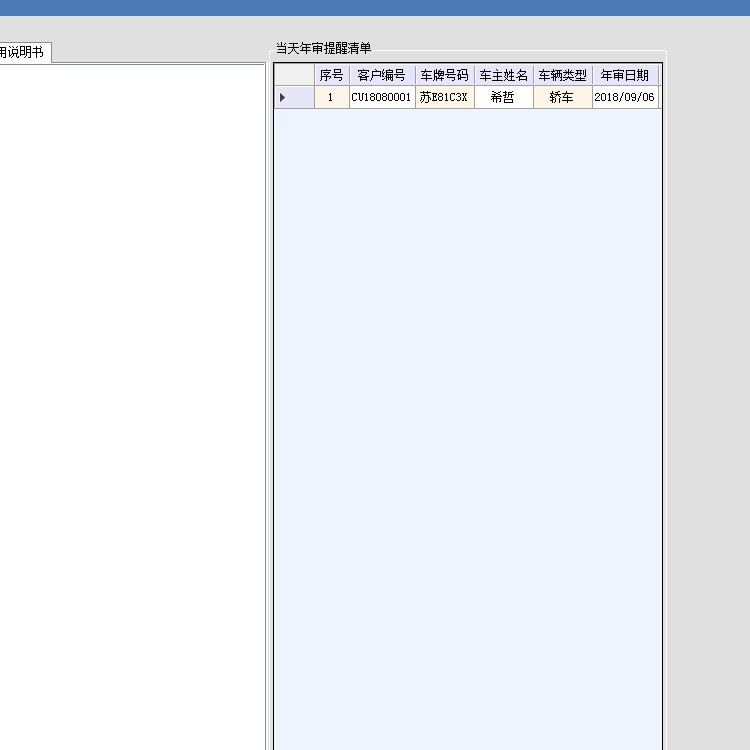 用说明书
当天年审提醒清单
序号 客户编号 车牌号码 车主姓名 车辆类型 年审日期
1 CU18080001 苏E81C3X 希哲 轿车 2018/09/06